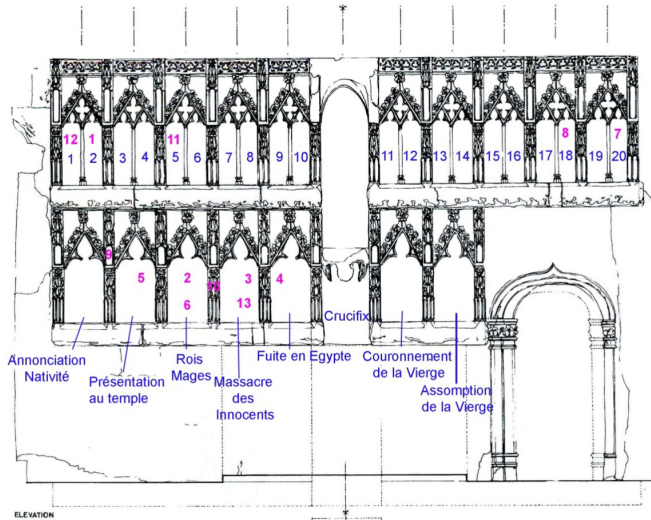 12 1 11 8 7
1 2 3 4 5 6 7 8 9 10 11 12 13 14 15 16 17 18 19 20
9
5 2 10 3 4
6 13
Crucifix
Annonciation
Nativité
Présentation
au temple
Rois
Mages
Massacre
des
Innocents
Fuite en Egypte
Couronnement
de la Vierge
Assomption
de la Vierge
ELEVATION